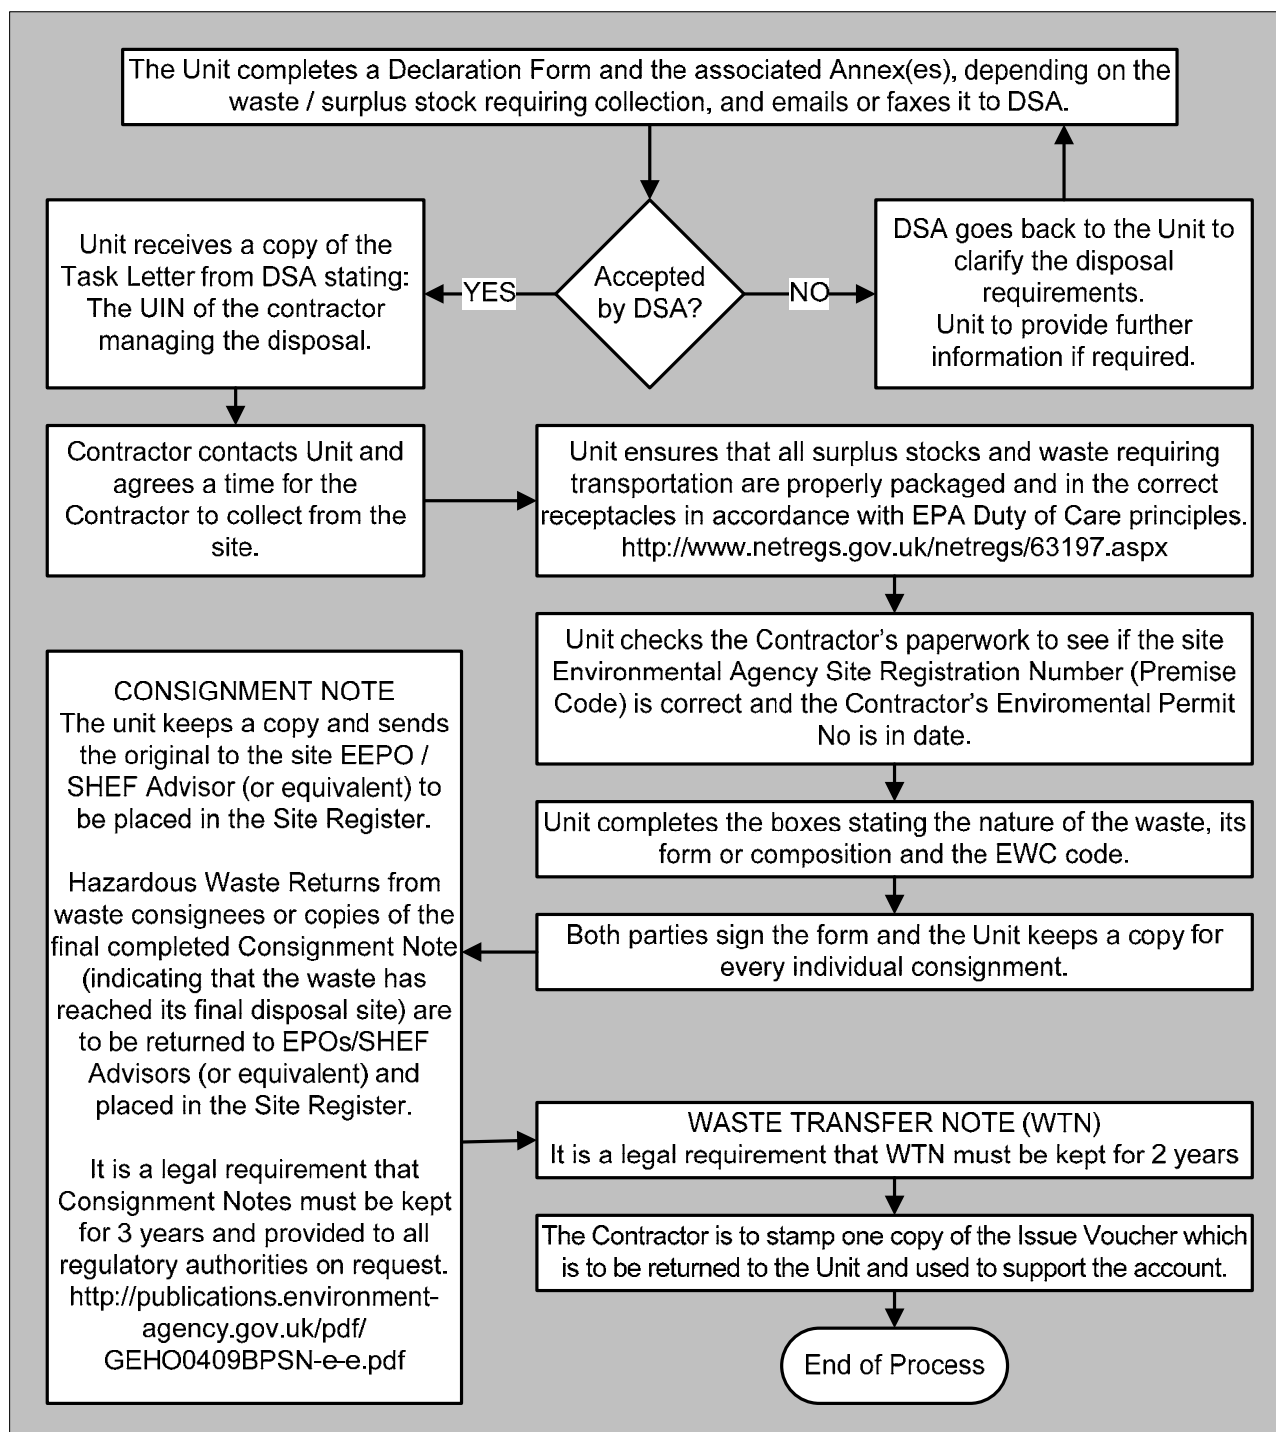 The Unit completes a Declaration Form and the associated Annex(es), depending on the
waste / surplus stock requiring collection, and emails or faxes it to DSA.
Unit receives a copy of the
Task Letter from DSA stating:
The UIN of the contractor
managing the disposal.
YES
Accepted
by DSA?
NO
DSA goes back to the Unit to
clarify the disposal
requirements.
Unit to provide further
information if required.
Contractor contacts Unit and
agrees a time for the
Contractor to collect from the
site.
Unit ensures that all surplus stocks and waste requiring
transportation are properly packaged and in the correct
receptacles in accordance with EPA Duty of Care principles.
http://www.netregs.gov.uk/netregs/63197.aspx
Unit checks the Contractor's paperwork to see if the site
Environmental Agency Site Registration Number (Premise
Code) is correct and the Contractor's Enviromental Permit
No is in date.
Unit completes the boxes stating the nature of the waste, its
form or composition and the EWC code.
Both parties sign the form and the Unit keeps a copy for
every individual consignment.
CONSIGNMENT NOTE
The unit keeps a copy and sends
the original to the site EEPO /
SHEF Advisor (or equivalent) to
be placed in the Site Register.
Hazardous Waste Returns from
waste consignees or copies of the
final completed Consignment Note
(indicating that the waste has
reached its final disposal site) are
to be returned to EPOs/SHEF
Advisors (or equivalent) and
placed in the Site Register.
It is a legal requirement that
Consignment Notes must be kept
for 3 years and provided to all
regulatory authorities on request.
http://publications.environment-
agency.gov.uk/pdf/
GEHO0409BPSN-e-e.pdf
WASTE TRANSFER NOTE (WTN)
It is a legal requirement that WTN must be kept for 2 years
The Contractor is to stamp one copy of the Issue Voucher which
is to be returned to the Unit and used to support the account.
End of Process